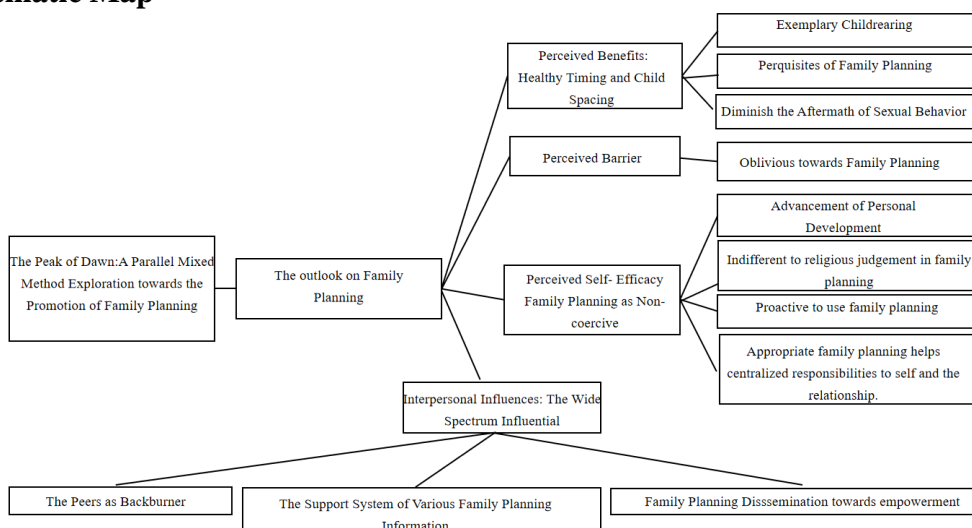 Exemplary Childrearing
Perceived Benefits:
Healthy Timing and Child
Spacing
Perquisites of Family Planning
Diminish the Aftermath of Sexual Behavior
Perceived Barrier
Oblivious towards Family Planning
Advancement of Personal
Development
The Peak of Dawn:A Parallel Mixed
Method Exploration towards the
Promotion of Family Planning
The outlook on Family
Planning
Perceived Self- Efficacy
Family Planning as Non-
coercive
Indifferent to religious judgement in family
planning
Proactive to use family planning
Appropriate family planning helps
centralized responsibilities to self and the
relationship.
Interpersonal Influences: The Wide
Spectrum Influential
The Peers as Backburner
The Support System of Various Family Planning
Information
Family Planning Disssemination towards empowerment